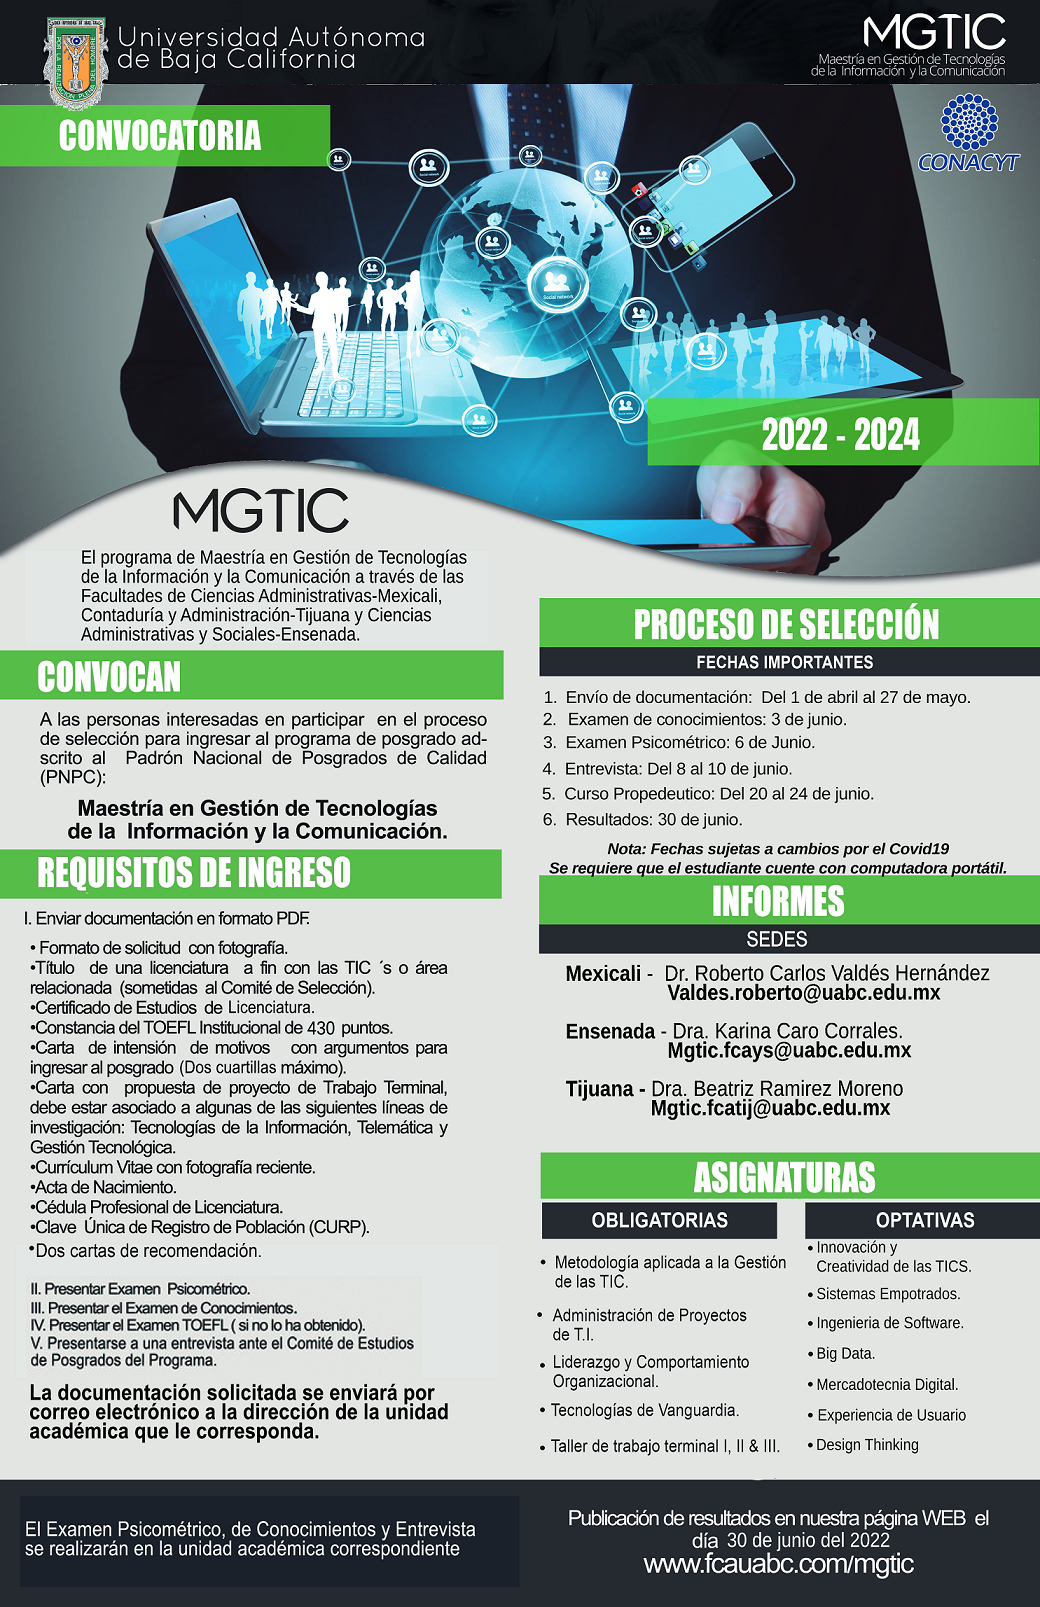 Universidad Autónoma
de Baja California
MGTIC
Maestría en Gestión de Tecnologías
de la Información y la Comunicación
CONVOCATORIA
CONACYT
Social network
2022 - 2024
MGTIC
El programa de Maestría en Gestión de Tecnologías
de la Información y la Comunicación a través de las
Facultades de Ciencias Administrativas-Mexicali,
Contaduría y Administración-Tijuana y Ciencias
Administrativas y Sociales-Ensenada.
CONVOCAN
A las personas interesadas en participar en el proceso
de selección para ingresar al programa de posgrado ad-
scrito al Padrón Nacional de Posgrados de Calidad
(PNPC):
Maestría en Gestión de Tecnologías
de la Información y la Comunicación.
REQUISITOS DE INGRESO
I. Enviar documentación en formato PDF.
• Formato de solicitud con fotografía.
•Título de una licenciatura a fin con las TIC ´s o área
relacionada (sometidas al Comité de Selección).
•Certificado de Estudios de Licenciatura.
•Constancia del TOEFL Institucional de 430 puntos.
•Carta de intensión de motivos con argumentos para
ingresar al posgrado (Dos cuartillas máximo).
•Carta con propuesta de proyecto de Trabajo Terminal,
debe estar asociado a algunas de las siguientes líneas de
investigación: Tecnologías de la Información, Telemática y
Gestión Tecnológica.
•Currículum Vitae con fotografía reciente.
•Acta de Nacimiento.
•Cédula Profesional de Licenciatura.
•Clave Única de Registro de Población (CURP).
•Dos cartas de recomendación.
II. Presentar Examen Psicométrico.
III. Presentar el Examen de Conocimientos.
IV. Presentar el Examen TOEFL ( si no lo ha obtenido).
V. Presentarse a una entrevista ante el Comité de Estudios
de Posgrados del Programa.
La documentación solicitada se enviará por
correo electrónico a la dirección de la unidad
académica que le corresponda.
PROCESO DE SELECCIÓN
FECHAS IMPORTANTES
1. Envío de documentación: Del 1 de abril al 27 de mayo.
2. Examen de conocimientos: 3 de junio.
3. Examen Psicométrico: 6 de Junio.
4. Entrevista: Del 8 al 10 de junio.
5. Curso Propedeutico: Del 20 al 24 de junio.
6. Resultados: 30 de junio.
Nota: Fechas sujetas a cambios por el Covid19
Se requiere que el estudiante cuente con computadora portátil.
INFORMES
SEDES
Mexicali - Dr. Roberto Carlos Valdés Hernández
Valdes.roberto@uabc.edu.mx
Ensenada - Dra. Karina Caro Corrales.
Mgtic.fcays@uabc.edu.mx
Tijuana - Dra. Beatriz Ramirez Moreno
Mgtic.fcatij@uabc.edu.mx
ASIGNATURAS
OBLIGATORIAS
• Metodología aplicada a la Gestión
de las TIC.
• Administración de Proyectos
de T.I.
• Liderazgo y Comportamiento
Organizacional.
• Tecnologías de Vanguardia.
• Taller de trabajo terminal I, II & III.
OPTATIVAS
• Innovación y
Creatividad de las TICS.
• Sistemas Empotrados.
• Ingenieria de Software.
• Big Data.
• Mercadotecnia Digital.
• Experiencia de Usuario
• Design Thinking
El Examen Psicométrico, de Conocimientos y Entrevista
se realizarán en la unidad académica correspondiente
Publicación de resultados en nuestra página WEB el
día 30 de junio del 2022
www.fcauabc.com/mgtic